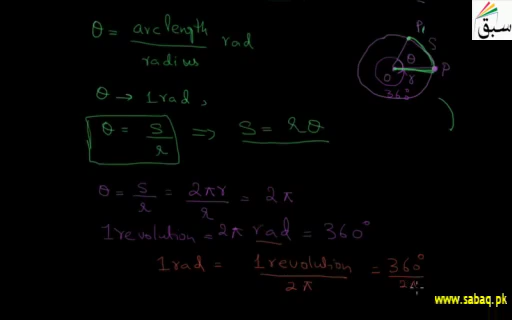 θ = arc length / radius rad
θ → 1 rad,
θ = S / r ⇒ S = rθ
θ = S / r = 2πr / r = 2π
1 revolution = 2π rad = 360°
1 rad = 1 revolution / 2π = 360° / 2π
P₁
S
θ
P
r
360°
سبق
www.sabaq.pk